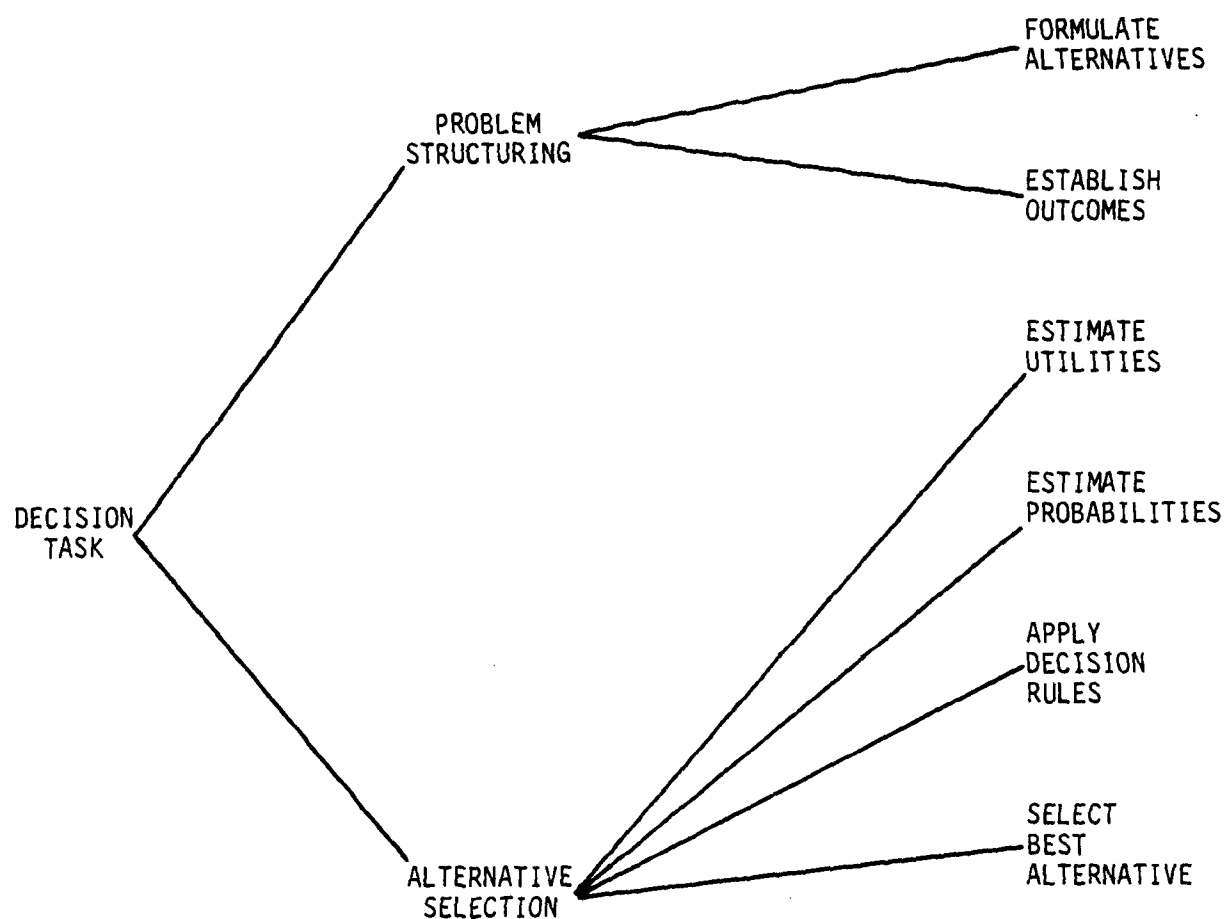 FORMULATE
ALTERNATIVES
PROBLEM
STRUCTURING
ESTABLISH
OUTCOMES
ESTIMATE
UTILITIES
ESTIMATE
PROBABILITIES
DECISION
TASK
APPLY
DECISION
RULES
SELECT
BEST
ALTERNATIVE
ALTERNATIVE
SELECTION